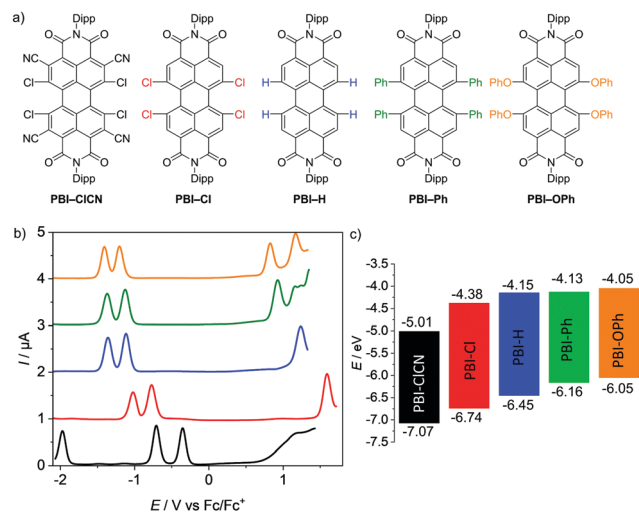 a)
Dipp Dipp Dipp Dipp Dipp
O N O O N O O N O O N O O N O
NC CN
Cl Cl Cl Cl H H Ph Ph PhO OPh
Cl Cl Cl Cl H H Ph Ph PhO OPh
NC CN
O N O O N O O N O O N O O N O
Dipp Dipp Dipp Dipp Dipp
PBI–ClCN PBI–Cl PBI–H PBI–Ph PBI–OPh
b)
I / µA
5
4
3
2
1
0
-2 -1 0 1
E / V vs Fc/Fc+
c)
E / eV
-3.5
-4.0
-4.5
-5.0
-5.5
-6.0
-6.5
-7.0
-7.5
-5.01 -4.38 -4.15 -4.13 -4.05
PBI-ClCN PBI-Cl PBI-H PBI-Ph PBI-OPh
-7.07 -6.74 -6.45 -6.16 -6.05